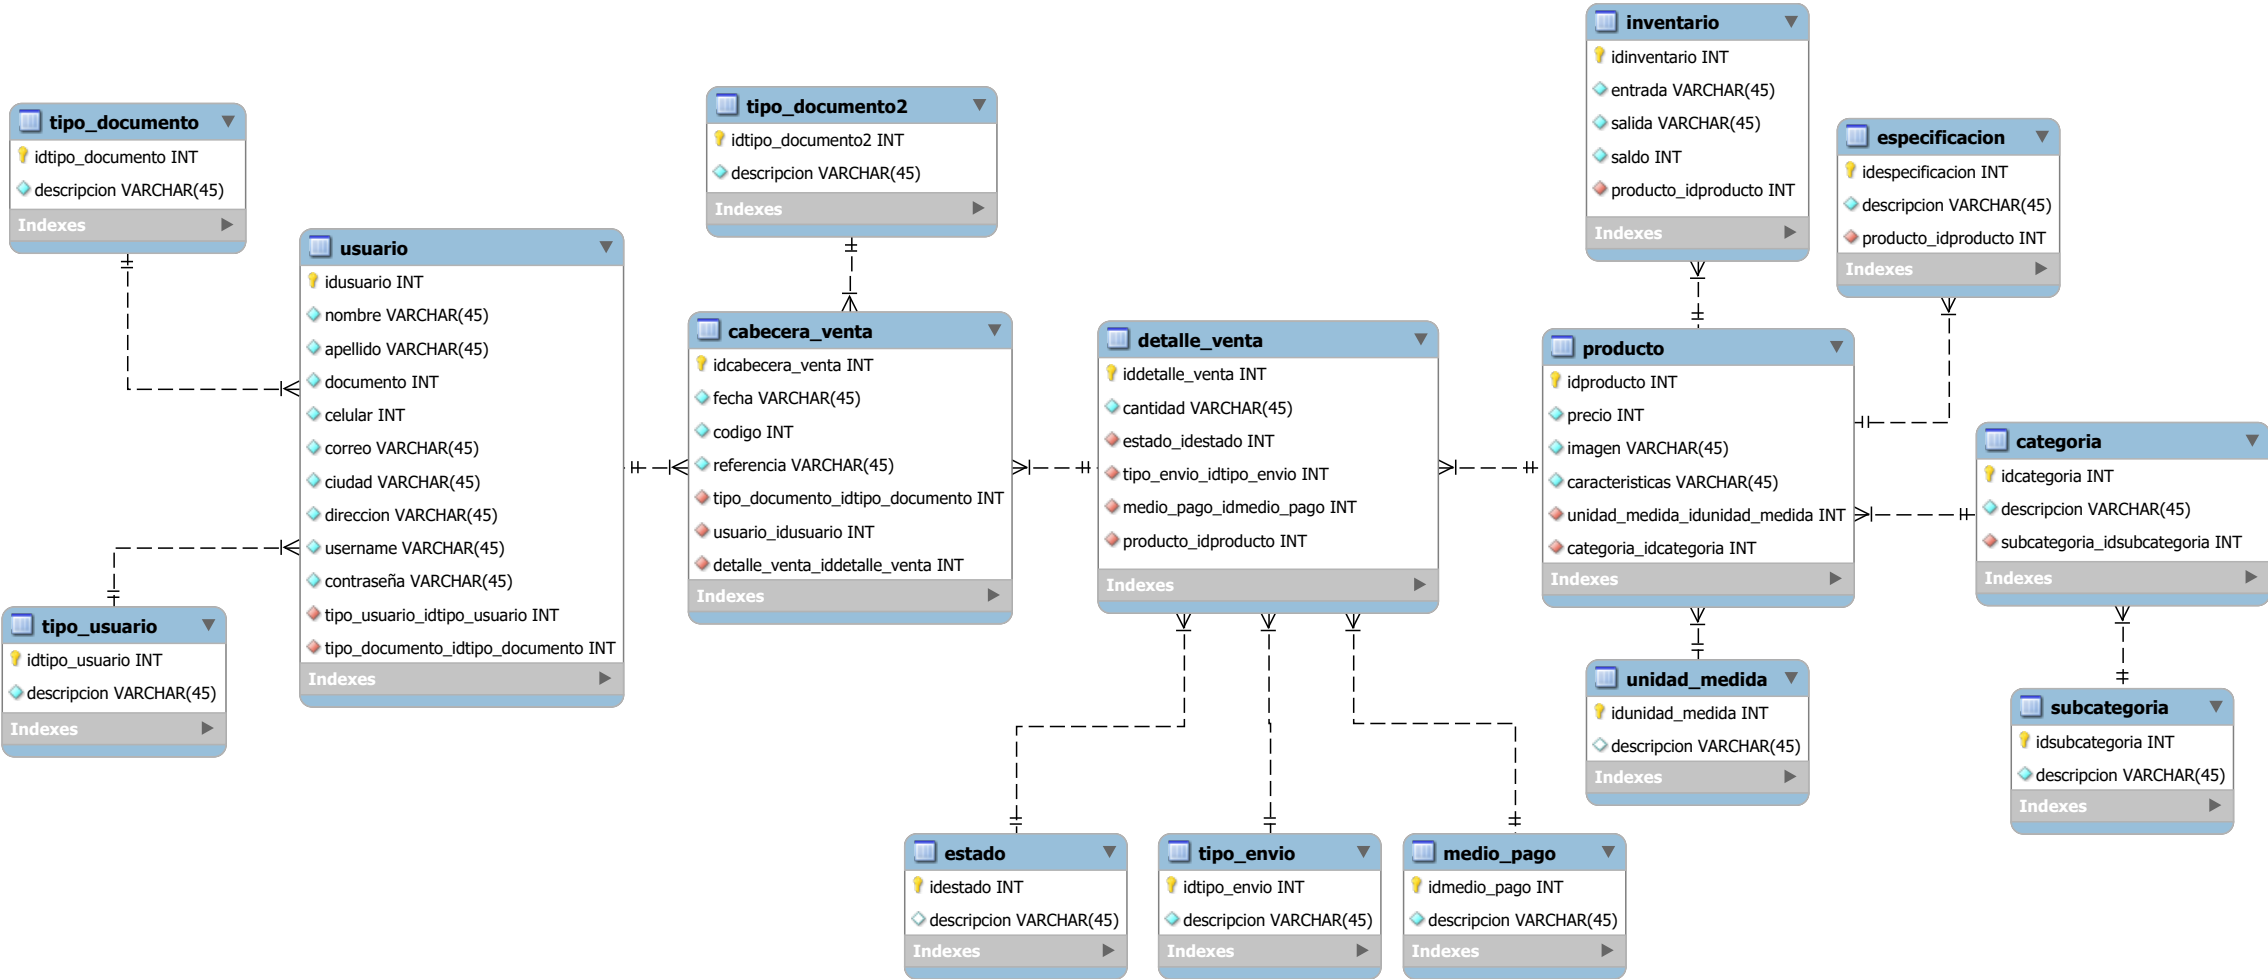 tipo_documento
idtipo_documento INT
descripcion VARCHAR(45)
Indexes
tipo_usuario
idtipo_usuario INT
descripcion VARCHAR(45)
Indexes
usuario
idusuario INT
nombre VARCHAR(45)
apellido VARCHAR(45)
documento INT
celular INT
correo VARCHAR(45)
ciudad VARCHAR(45)
direccion VARCHAR(45)
username VARCHAR(45)
contraseña VARCHAR(45)
tipo_usuario_idtipo_usuario INT
tipo_documento_idtipo_documento INT
Indexes
tipo_documento2
idtipo_documento2 INT
descripcion VARCHAR(45)
Indexes
cabecera_venta
idcabecera_venta INT
fecha VARCHAR(45)
codigo INT
referencia VARCHAR(45)
tipo_documento_idtipo_documento INT
usuario_idusuario INT
detalle_venta_iddetalle_venta INT
Indexes
detalle_venta
iddetalle_venta INT
cantidad VARCHAR(45)
estado_idestado INT
tipo_envio_idtipo_envio INT
medio_pago_idmedio_pago INT
producto_idproducto INT
Indexes
estado
idestado INT
descripcion VARCHAR(45)
Indexes
tipo_envio
idtipo_envio INT
descripcion VARCHAR(45)
Indexes
medio_pago
idmedio_pago INT
descripcion VARCHAR(45)
Indexes
inventario
idinventario INT
entrada VARCHAR(45)
salida VARCHAR(45)
saldo INT
producto_idproducto INT
Indexes
especificacion
idespecificacion INT
descripcion VARCHAR(45)
producto_idproducto INT
Indexes
producto
idproducto INT
precio INT
imagen VARCHAR(45)
caracteristicas VARCHAR(45)
unidad_medida_idunidad_medida INT
categoria_idcategoria INT
Indexes
unidad_medida
idunidad_medida INT
descripcion VARCHAR(45)
Indexes
categoria
idcategoria INT
descripcion VARCHAR(45)
subcategoria_idsubcategoria INT
Indexes
subcategoria
idsubcategoria INT
descripcion VARCHAR(45)
Indexes